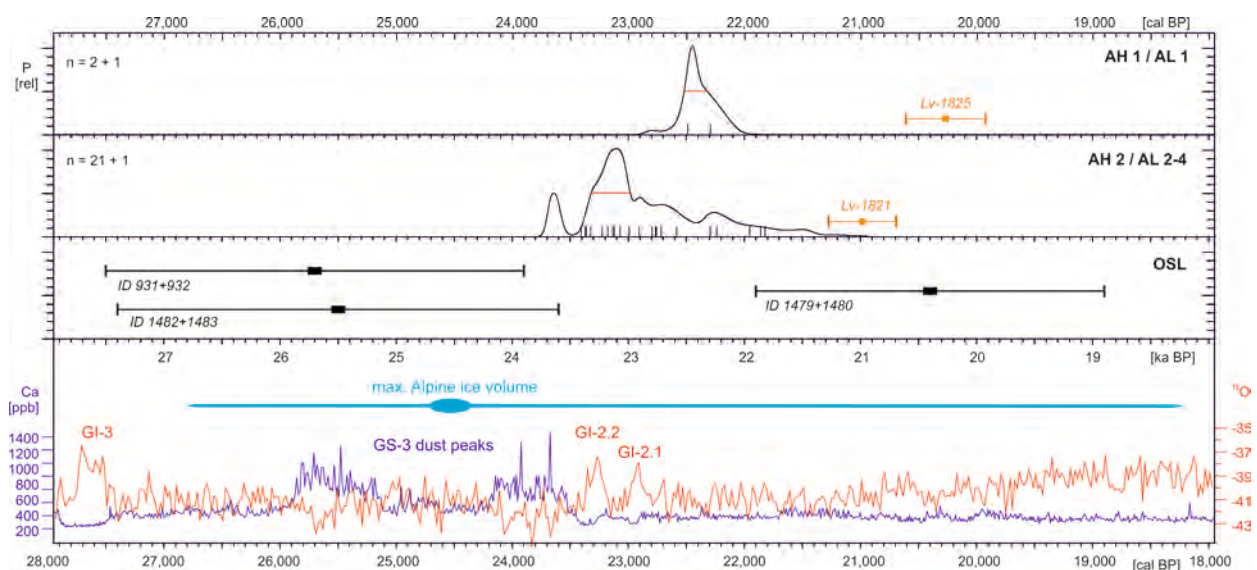 27,000 26,000 25,000 24,000 23,000 22,000 21,000 20,000 19,000 [cal BP]
P
[rel]
n = 2 + 1
AH 1 / AL 1
Lv-1825
n = 21 + 1
AH 2 / AL 2-4
Lv-1821
OSL
ID 931+932
ID 1479+1480
ID 1482+1483
27 26 25 24 23 22 21 20 19 [ka BP]
Ca
[ppb]
max. Alpine ice volume
GI-3
GS-3 dust peaks
GI-2.2
GI-2.1
1400
1200
1000
800
600
400
200
-35
-37
-39
-41
-43
28,000 27,000 26,000 25,000 24,000 23,000 22,000 21,000 20,000 19,000 [cal BP] 18,000